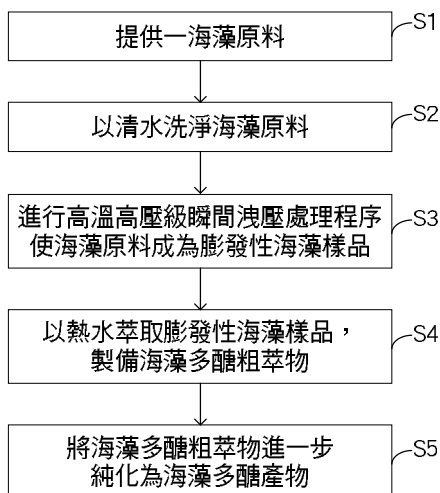 提供一海藻原料
S1
以清水洗淨海藻原料
S2
進行高溫高壓級瞬間洩壓處理程序
使海藻原料成為膨發性海藻樣品
S3
以熱水萃取膨發性海藻樣品，
製備海藻多醣粗萃物
S4
將海藻多醣粗萃物進一步
純化為海藻多醣產物
S5